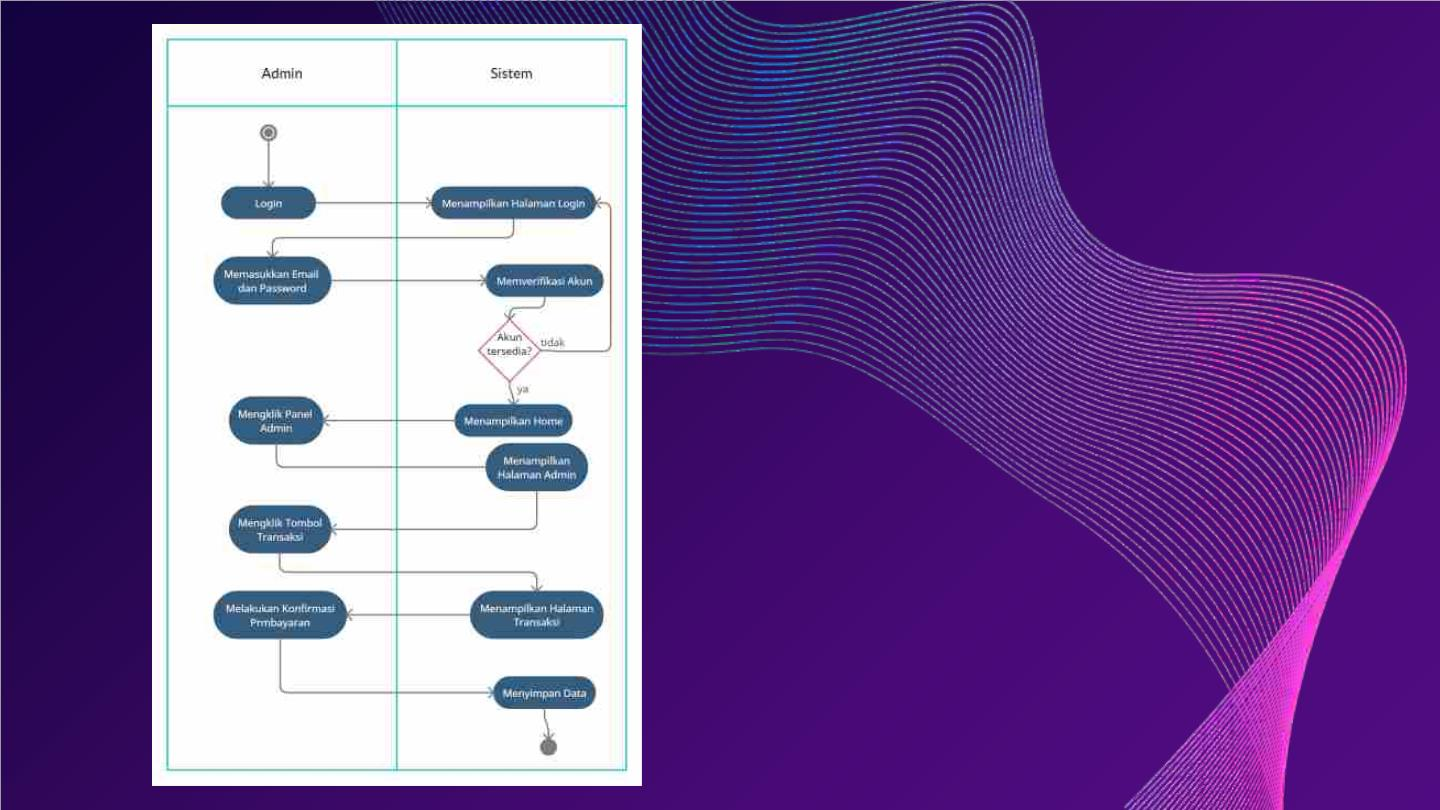 Admin
Sistem
Login
Menampilkan Halaman Login
Memasukkan Email
dan Password
Memverifikasi Akun
Akun
tersedia?
tidak
ya
Mengklik Panel
Admin
Menampilkan Home
Menampilkan
Halaman Admin
Mengklik Tombol
Transaksi
Melakukan Konfirmasi
Prmbayaran
Menampilkan Halaman
Transaksi
Menyimpan Data